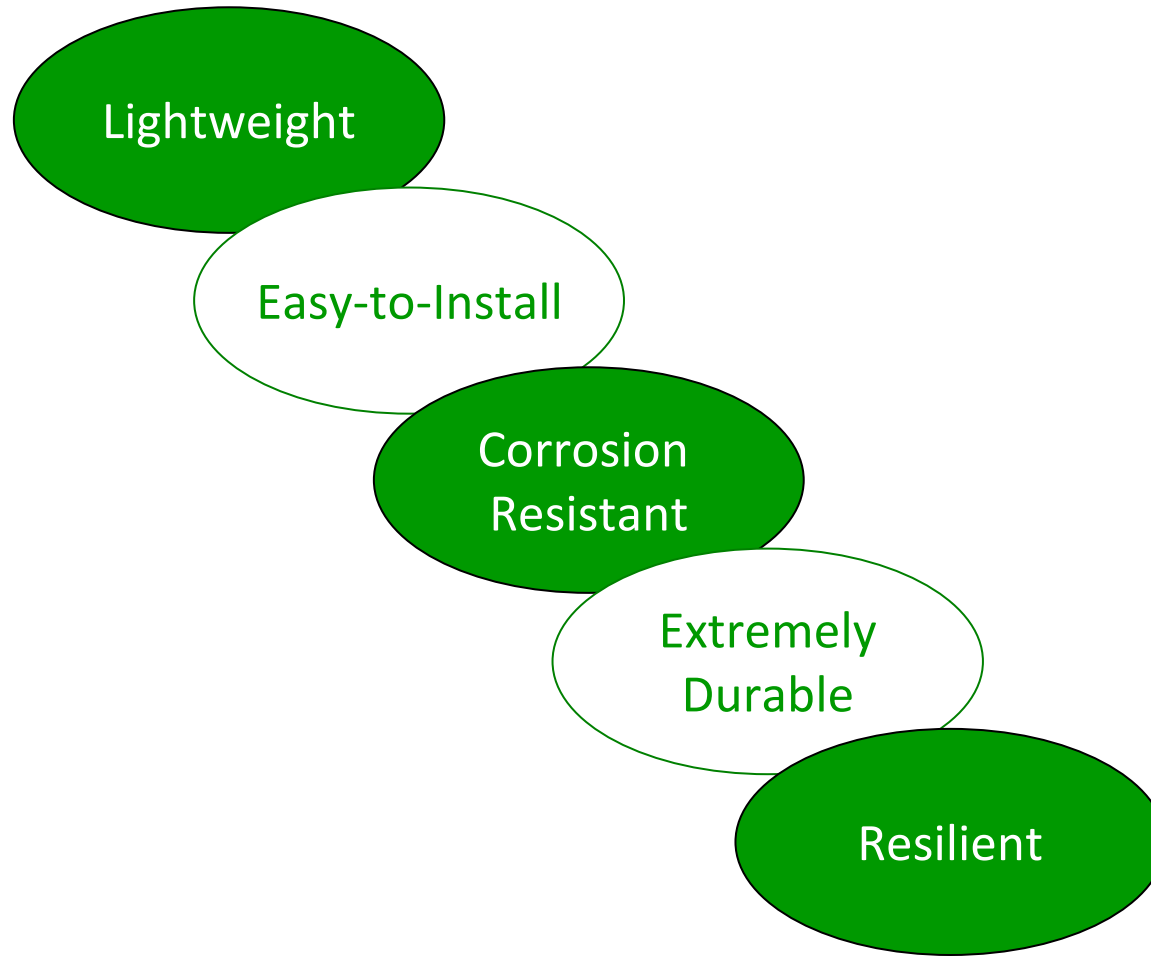 Lightweight
Easy-to-Install
Corrosion
Resistant
Extremely
Durable
Resilient